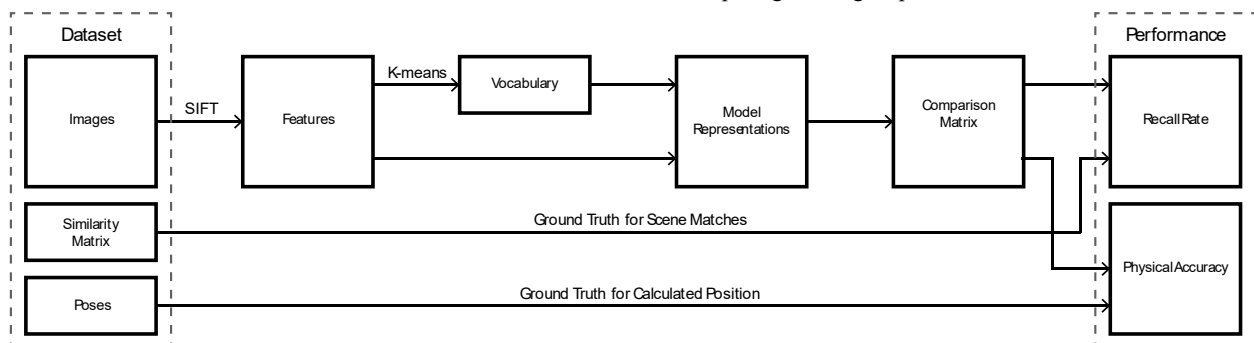 Dataset
Performance
Images
SIFT
Features
K-means
Vocabulary
Model
Representations
Comparison
Matrix
Recall Rate
Similarity
Matrix
Ground Truth for Scene Matches
Physical Accuracy
Poses
Ground Truth for Calculated Position